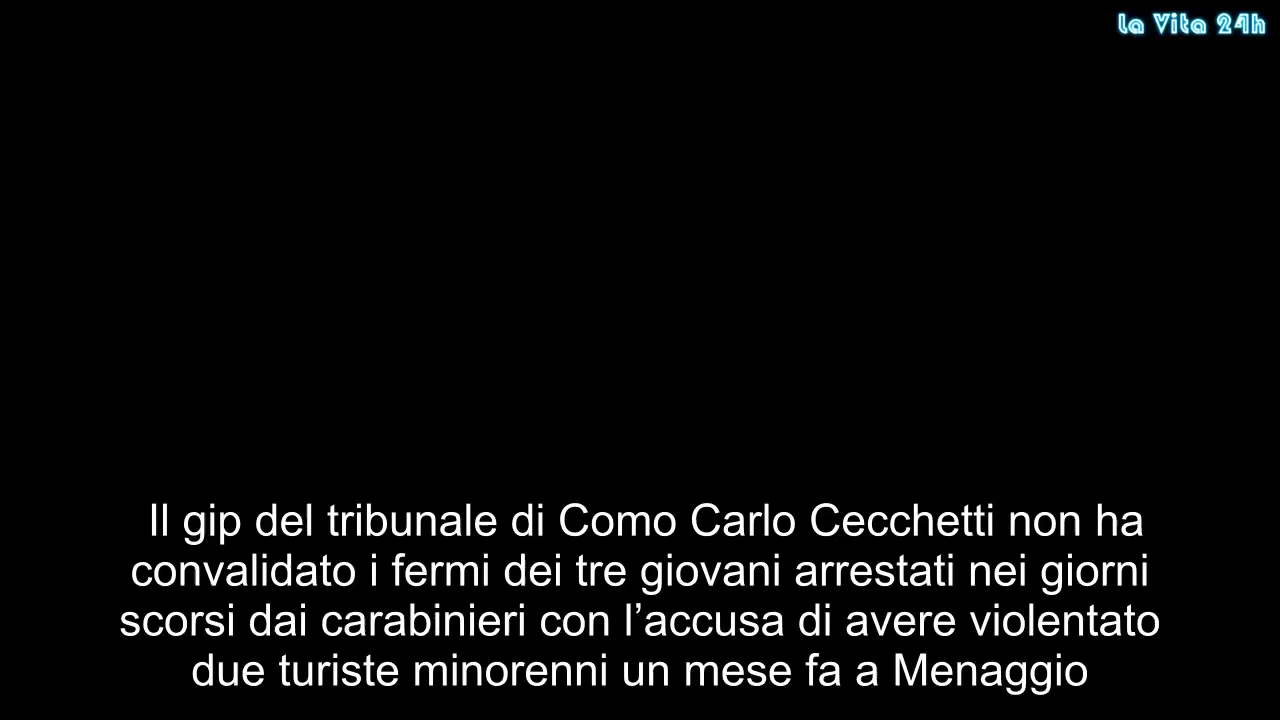 La Vita 24h
Il gip del tribunale di Como Carlo Cecchetti non ha
convalidato i fermi dei tre giovani arrestati nei giorni
scorsi dai carabinieri con l’accusa di avere violentato
due turiste minorenni un mese fa a Menaggio